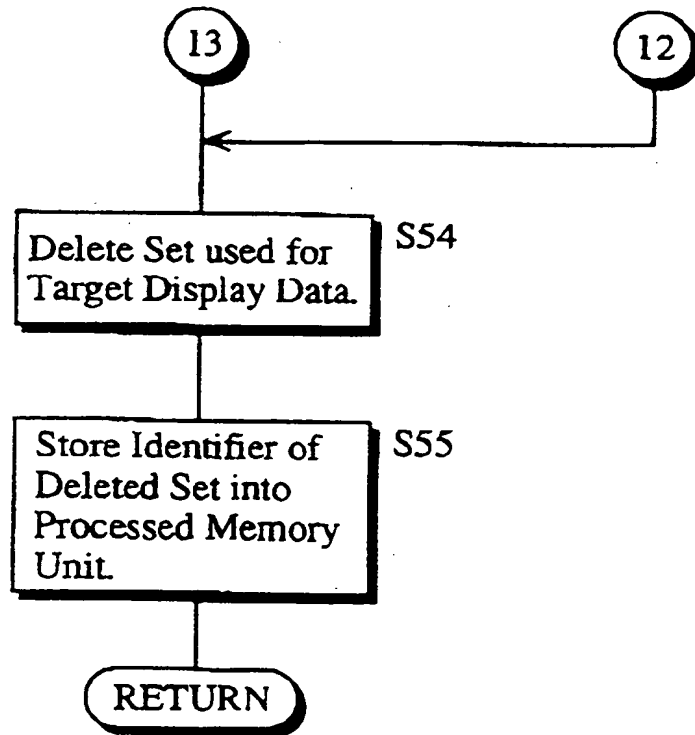 13
12
Delete Set used for
Target Display Data.
S54
Store Identifier of
Deleted Set into
Processed Memory
Unit.
S55
RETURN